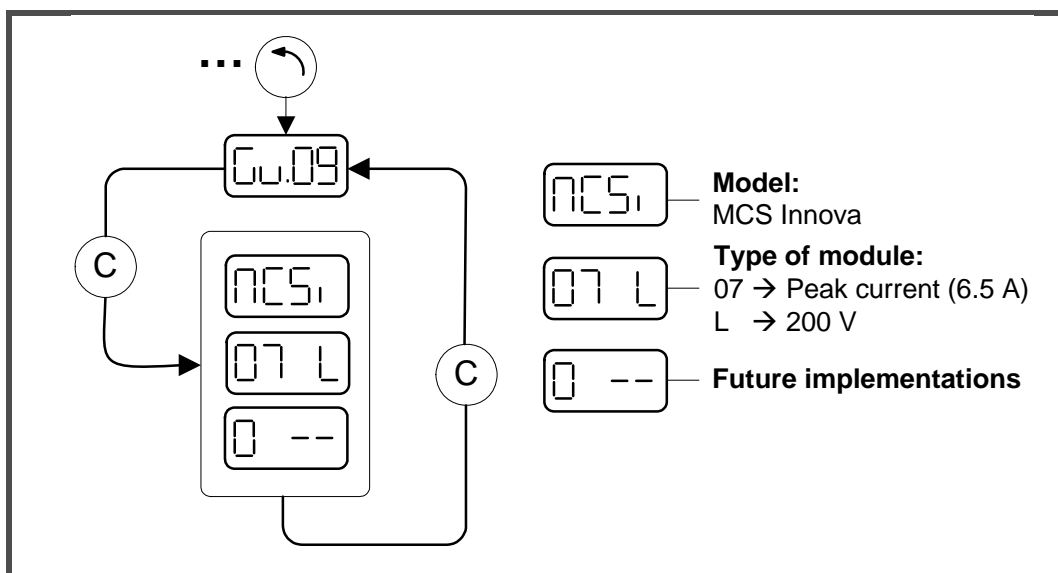 ...
Gv.09
C
MCSi
07 L
0 --
C
MCSi
Model:
MCS Innova
07 L
Type of module:
07 → Peak current (6.5 A)
L → 200 V
0 --
Future implementations